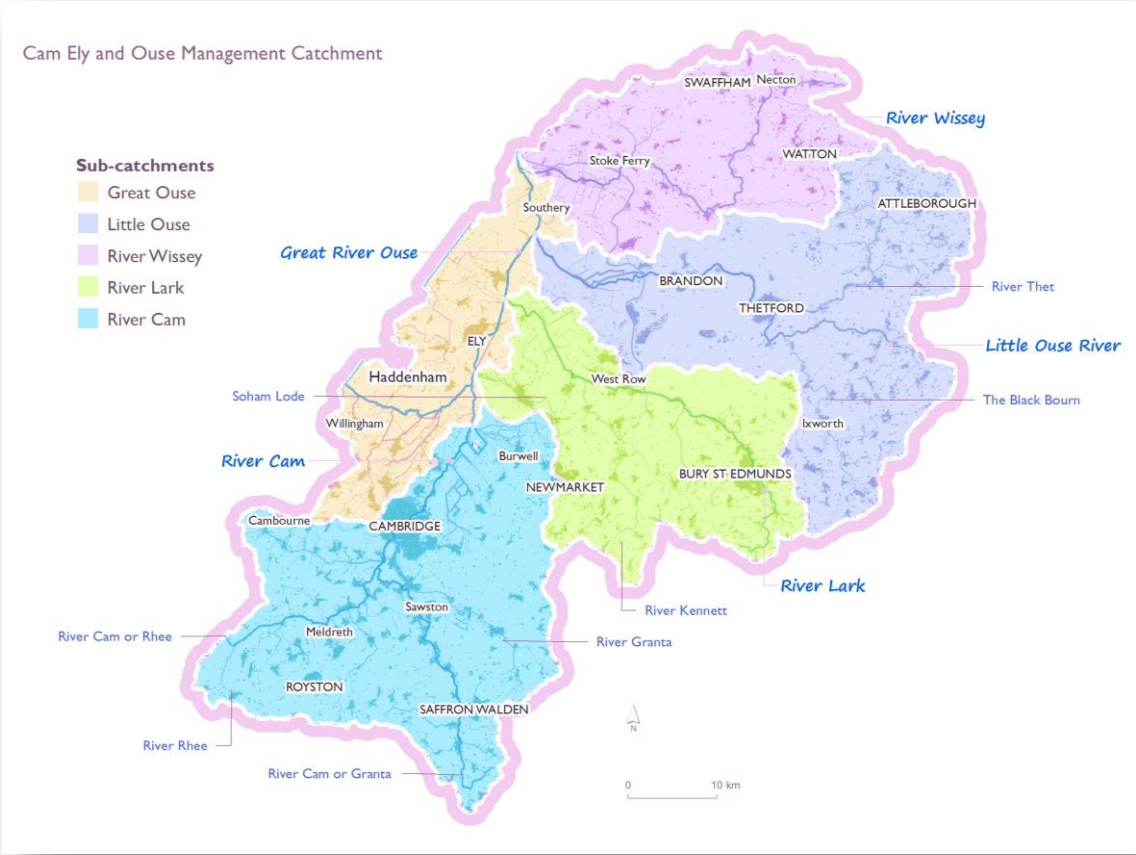 Cam Ely and Ouse Management Catchment
Sub-catchments
Great Ouse
Little Ouse
River Wissey
River Lark
River Cam
SWAFFHAM
Necton
River Wissey
WATTON
Stoke Ferry
ATTLEBOROUGH
Southery
Great River Ouse
BRANDON
River Thet
THETFORD
ELY
Little Ouse River
Haddenham
West Row
Soham Lode
The Black Bourn
Willingham
Ixworth
River Cam
Burwell
BURY ST EDMUNDS
NEWMARKET
Cambourne
CAMBRIDGE
River Lark
Sawston
River Kennett
Meldreth
River Cam or Rhee
River Granta
ROYSTON
SAFFRON WALDEN
N
River Rhee
River Cam or Granta
0
10 km